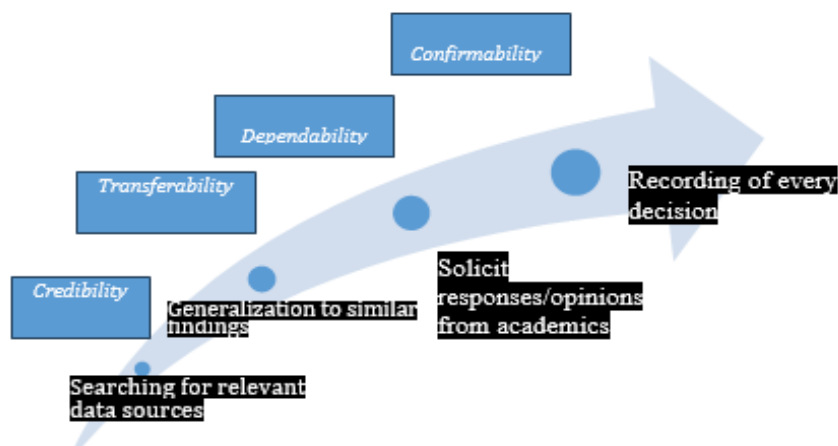 Confirmability
Dependability
Transferability
Recording of every
decision
Credibility
Solicit
responses/opinions
from academics
Generalization to similar
findings
Searching for relevant
data sources